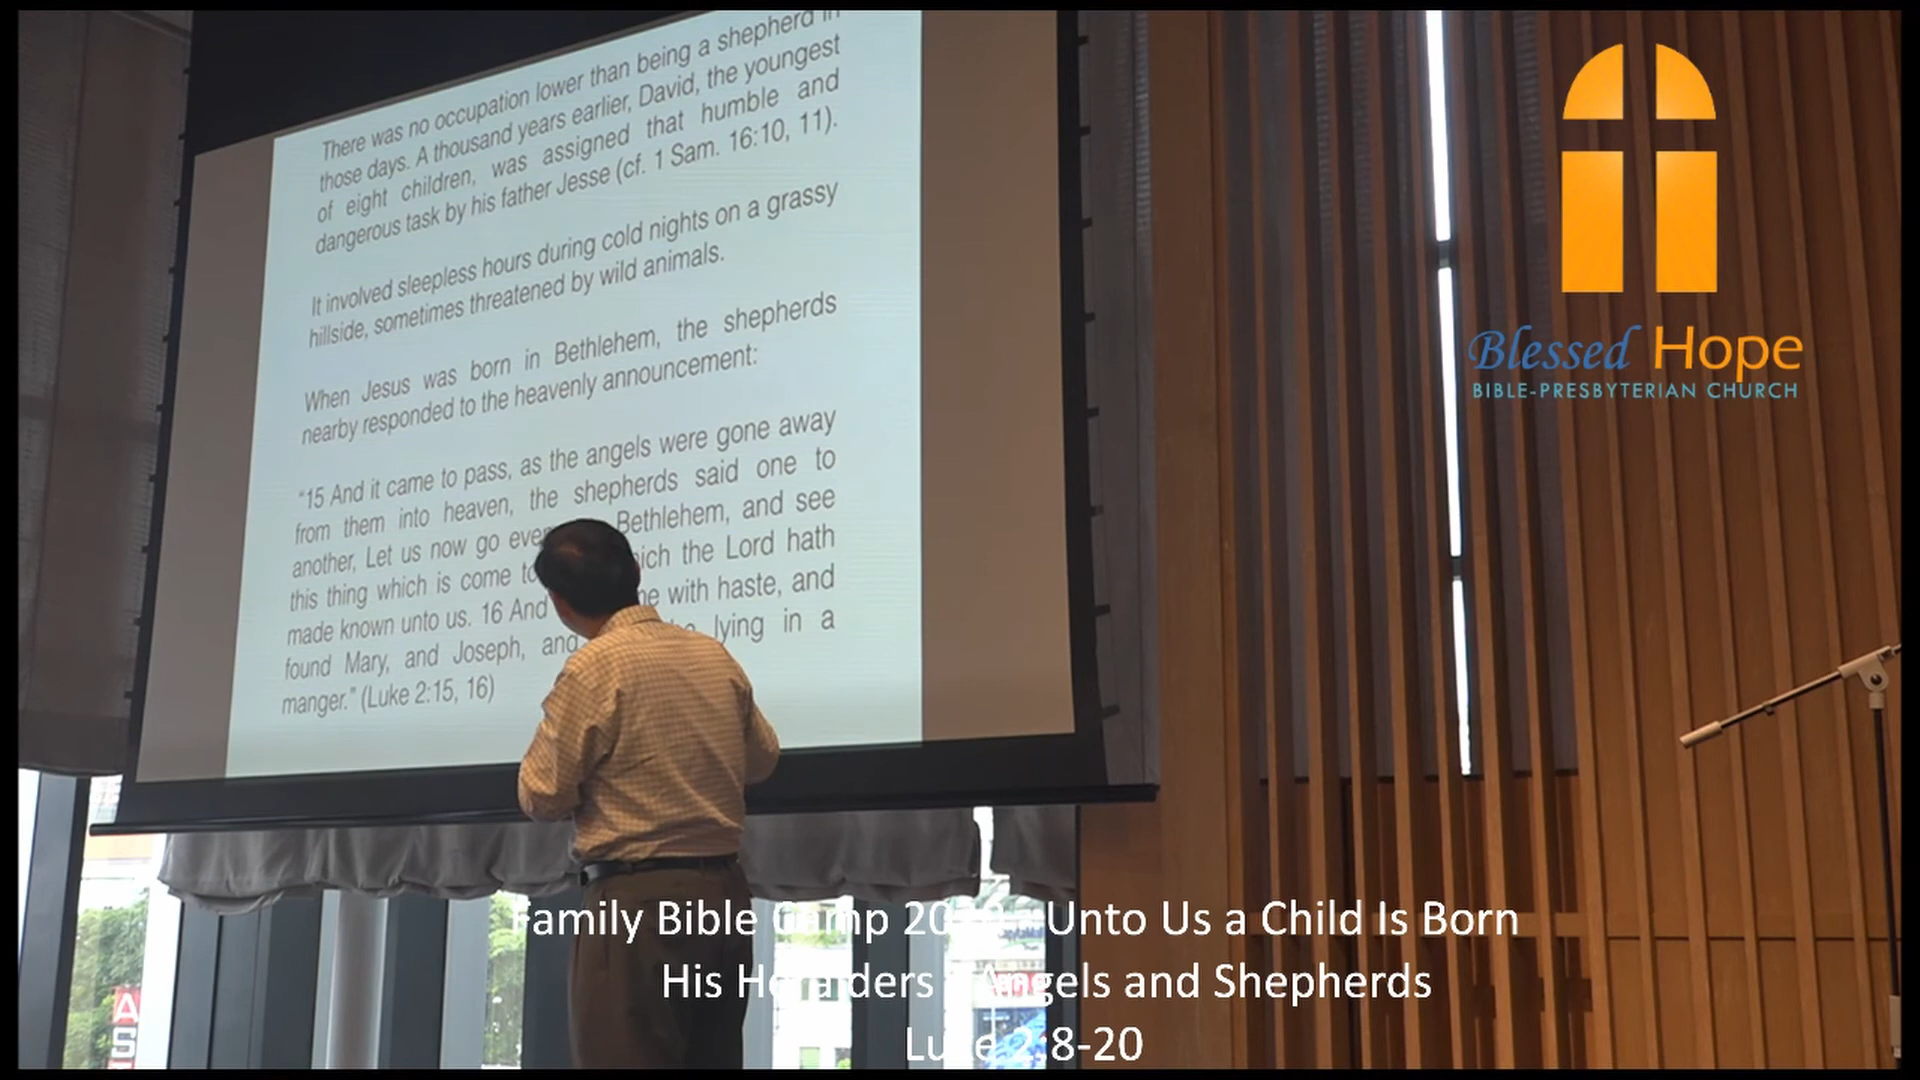 There was no occupation lower than being a shepherd in
those days. A thousand years earlier, David, the youngest
of eight children, was assigned that humble and
dangerous task by his father Jesse (cf. 1 Sam. 16:10, 11).
It involved sleepless hours during cold nights on a grassy
hillside, sometimes threatened by wild animals.
When Jesus was born in Bethlehem, the shepherds
nearby responded to the heavenly announcement:
“15 And it came to pass, as the angels were gone away
from them into heaven, the shepherds said one to
another, Let us now go Bethlehem, and see
this thing which is come the Lord hath
made known unto us. 16 And with haste, and
found Mary, and Joseph, and lying in a
manger.” (Luke 2:15, 16)
Blessed Hope
BIBLE-PRESBYTERIAN CHURCH
Family Bible Camp Unto Us a Child Is Born
His Heralders Angels and Shepherds
Luke 2:8-20